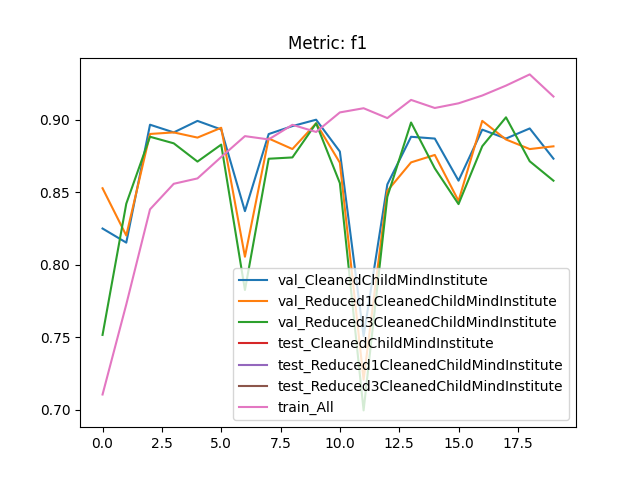 Metric: f1
0.90
0.85
0.80
0.75
0.70
val_CleanedChildMindInstitute
val_Reduced1CleanedChildMindInstitute
val_Reduced3CleanedChildMindInstitute
test_CleanedChildMindInstitute
test_Reduced1CleanedChildMindInstitute
test_Reduced3CleanedChildMindInstitute
train_All
0.0 2.5 5.0 7.5 10.0 12.5 15.0 17.5